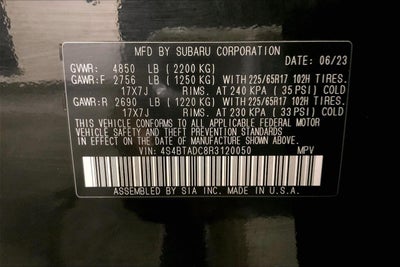 MFD BY SUBARU CORPORATION
DATE: 06/23
GVWR: 4850 LB (2200 KG)
GAWR:F 2756 LB (1250 KG) WITH 225/65R17 102H TIRES.
17X7J RIMS. AT 240 KPA (35 PSI) COLD
GAWR:R 2690 LB (1220 KG) WITH 225/65R17 102H TIRES.
17X7J RIMS. AT 230 KPA (33 PSI) COLD
THIS VEHICLE CONFORMS TO ALL APPLICABLE FEDERAL MOTOR
VEHICLE SAFETY AND THEFT PREVENTION STANDARDS
IN EFFECT ON THE DATE OF MANUFACTURE SHOWN ABOVE.
VIN: 4S4BTADC8R3120050 MPV
ASSEMBLED BY SIA INC. MADE IN U.S.A.